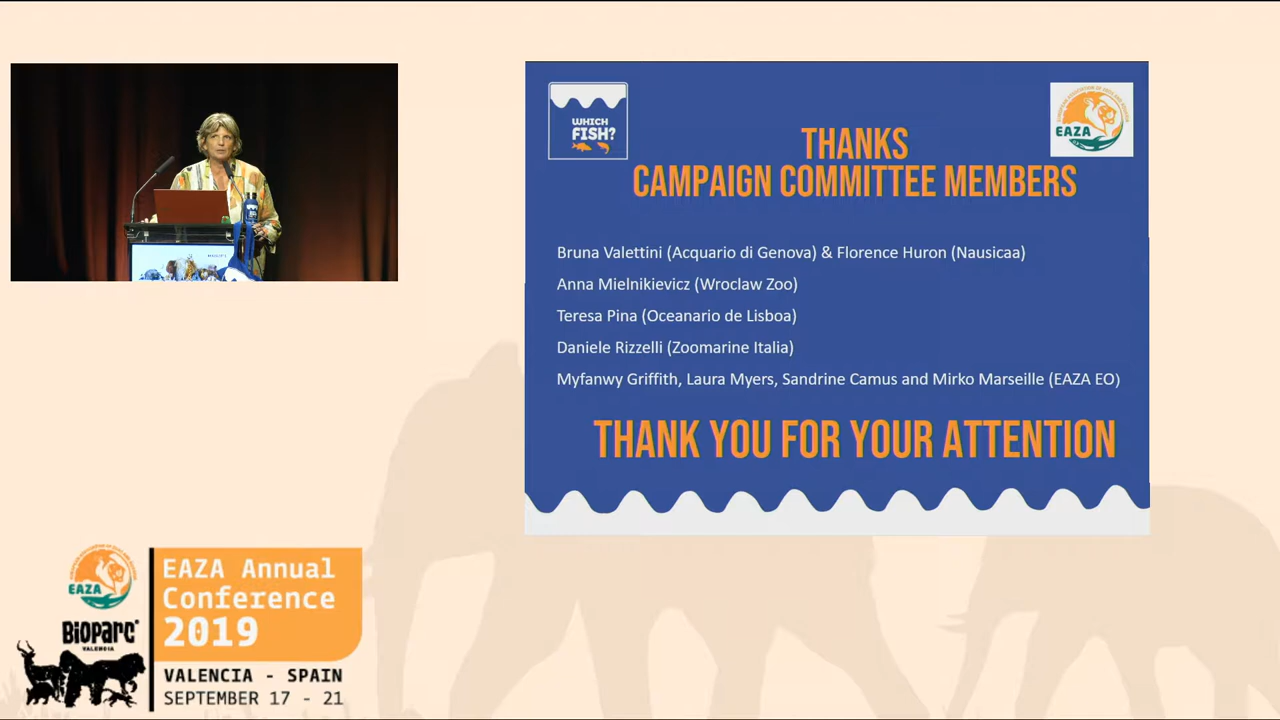 WHICH
FISH?
EAZA
THANKS
CAMPAIGN COMMITTEE MEMBERS
Bruna Valettini (Acquario di Genova) & Florence Huron (Nausicaa)
Anna Mielnikievicz (Wroclaw Zoo)
Teresa Pina (Oceanario de Lisboa)
Daniele Rizzelli (Zoomarine Italia)
Myfanwy Griffith, Laura Myers, Sandrine Camus and Mirko Marseille (EAZA EO)
THANK YOU FOR YOUR ATTENTION
EAZA
BIOPARC
VALENCIA
EAZA Annual
Conference
2019
VALENCIA - SPAIN
SEPTEMBER 17 - 21